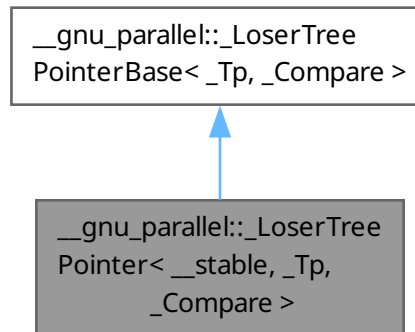 __gnu_parallel::_LoserTree
PointerBase< _Tp, _Compare >
__gnu_parallel::_LoserTree
Pointer< __stable, _Tp,
_Compare >